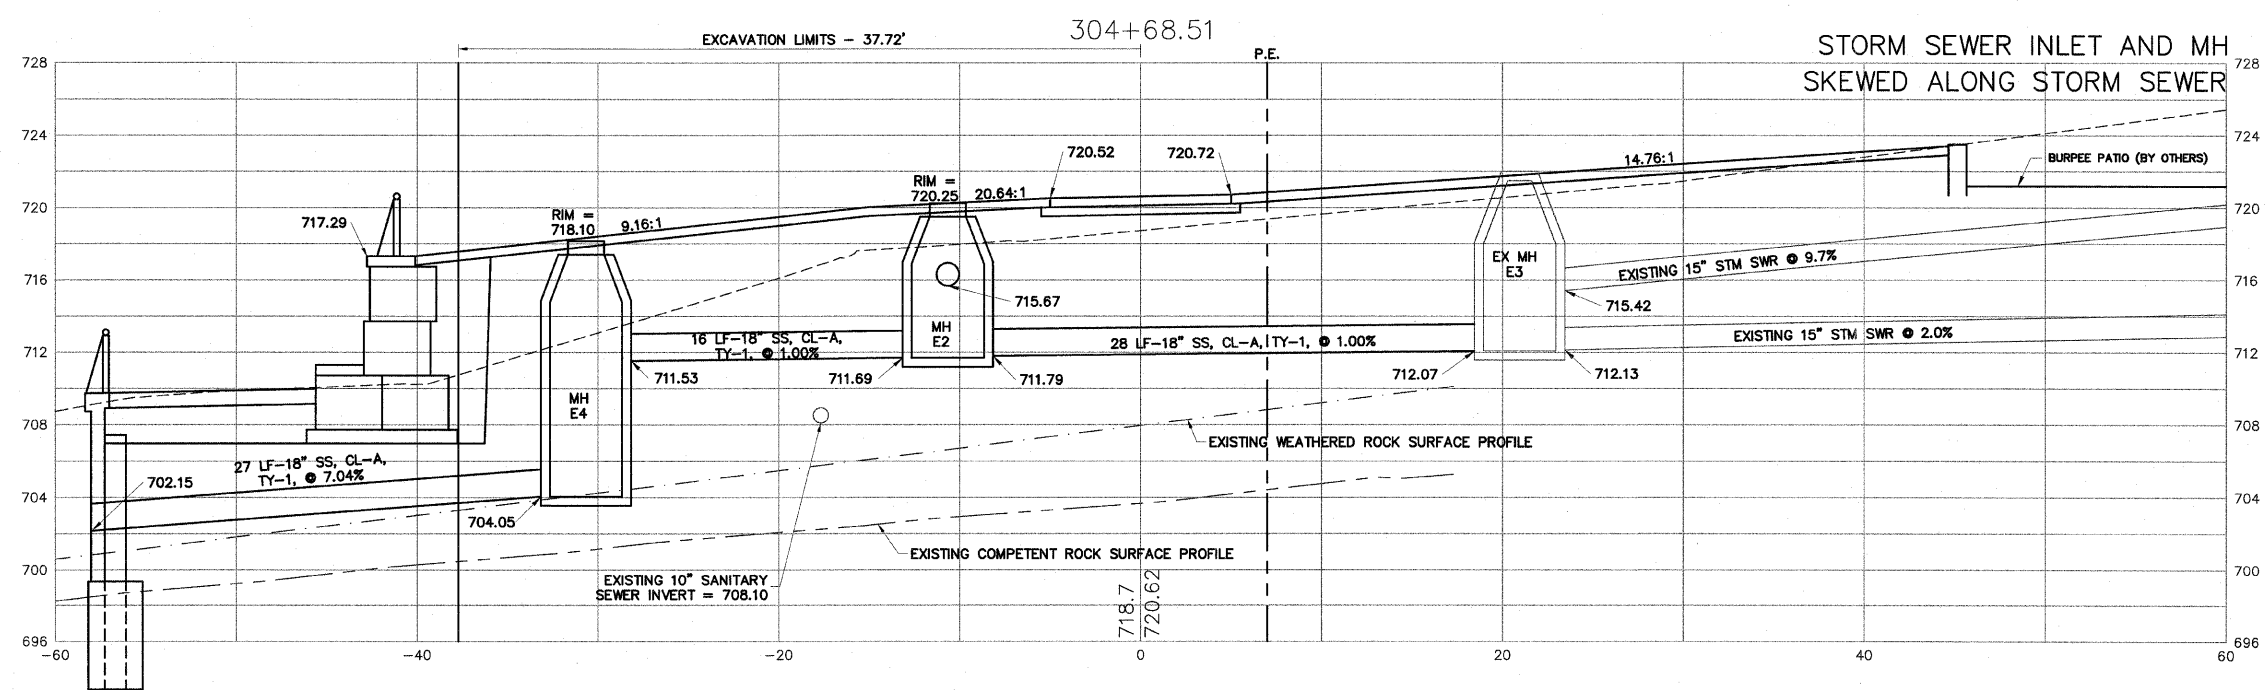 304+68.51
EXCAVATION LIMITS - 37.72'
P.E.
STORM SEWER INLET AND MH
SKEWED ALONG STORM SEWER
728
728
724
724
720.52
720.72
14.76:1
BURPEE PATIO (BY OTHERS)
RIM =
720.25
20.64:1
RIM =
718.10
9.16:1
717.29
720
720
716
716
EX MH
E3
EXISTING 15" STM SWR @ 9.7%
715.67
715.42
MH
E2
16 LF-18" SS, CL-A,
TY-1, @ 1.00%
28 LF-18" SS, CL-A, TY-1, @ 1.00%
EXISTING 15" STM SWR @ 2.0%
712
712
711.53
711.69
711.79
712.07
712.13
MH
E4
708
708
EXISTING WEATHERED ROCK SURFACE PROFILE
27 LF-18" SS, CL-A,
TY-1, @ 7.04%
702.15
704.05
704
704
EXISTING COMPETENT ROCK SURFACE PROFILE
EXISTING 10" SANITARY
SEWER INVERT = 708.10
700
700
718.7
720.62
696
696
-60
-40
-20
0
20
40
60